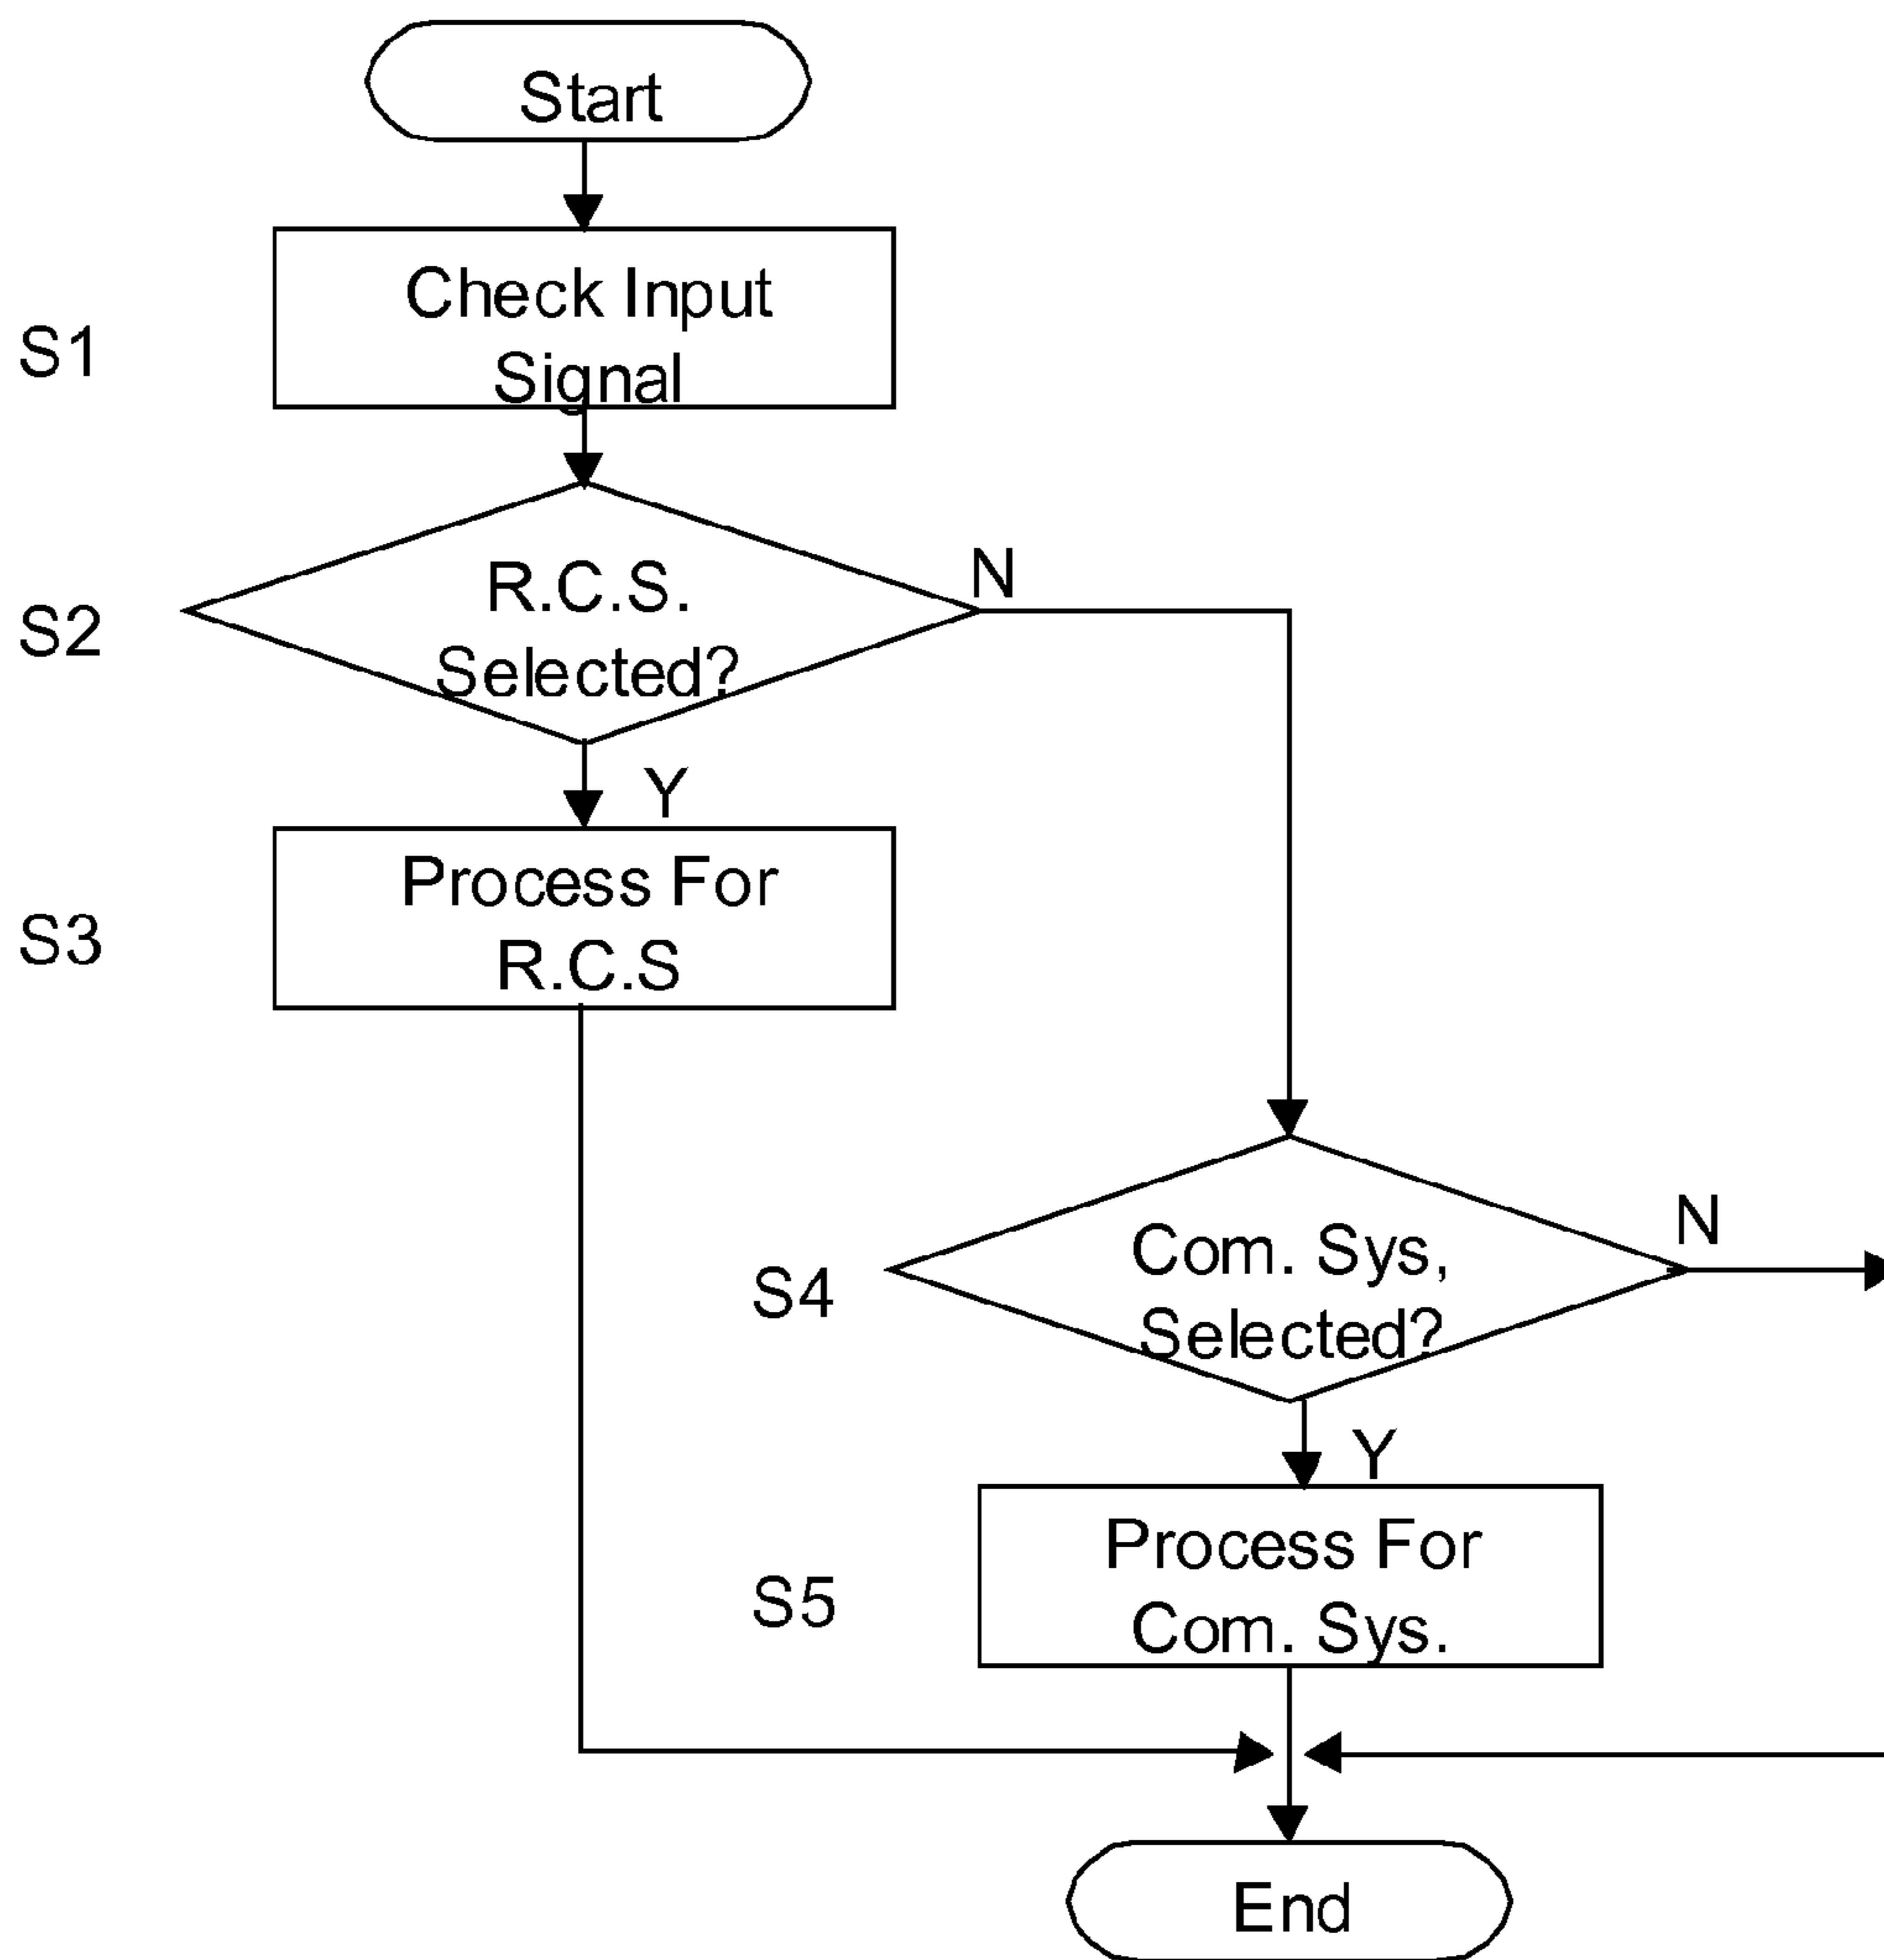 Start
S1
Check Input
Signal
S2
R.C.S.
Selected?
N
Y
S3
Process For
R.C.S
S4
Com. Sys,
Selected?
N
Y
S5
Process For
Com. Sys.
End